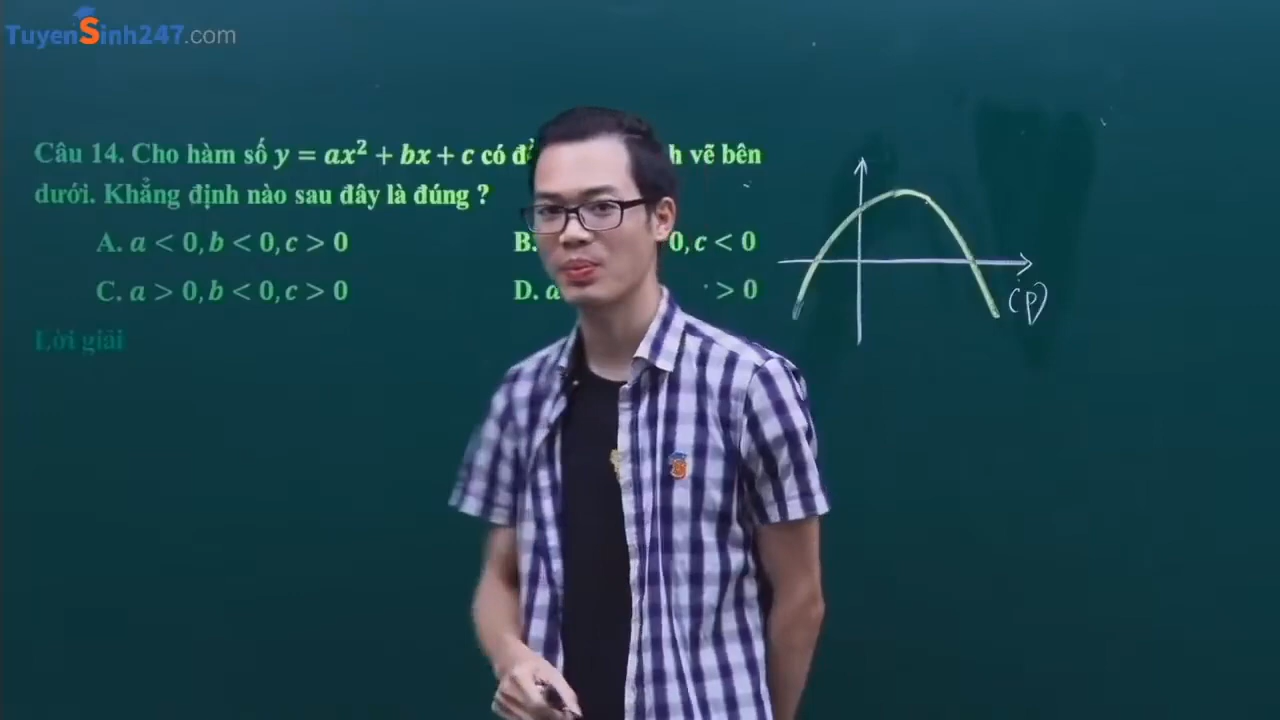 TuyenSinh247.com
Câu 14. Cho hàm số y = ax² + bx + c có vẽ bên
dưới. Khẳng định nào sau đây là đúng ?
A. a < 0, b < 0, c > 0 B. 0, c < 0
C. a > 0, b < 0, c > 0 D. a > 0
Lời giải
(P)